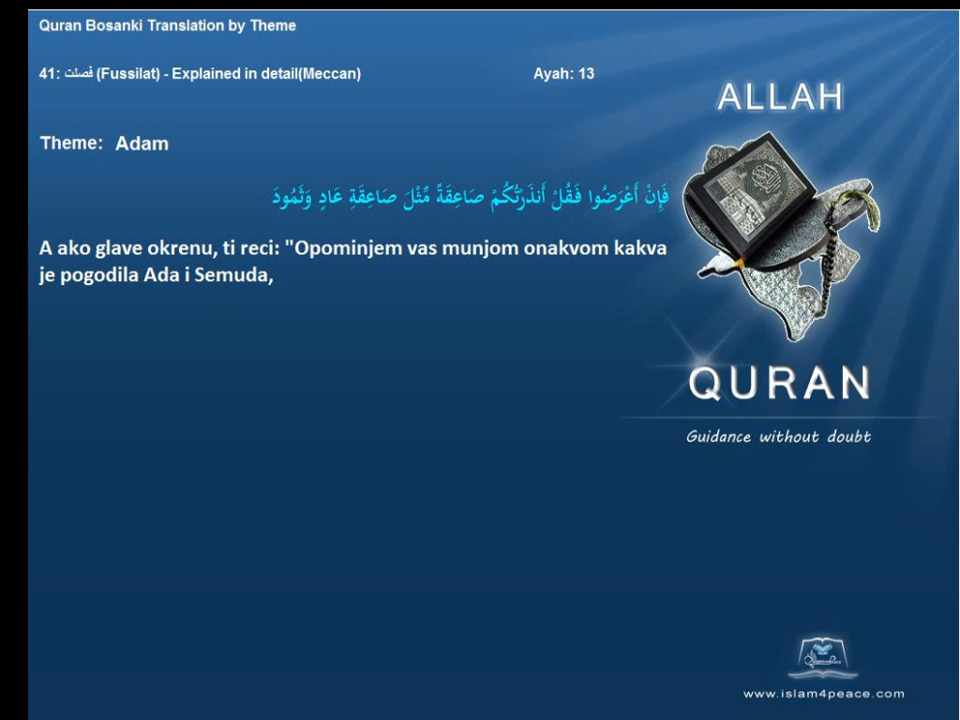 Quran Bosanki Translation by Theme
41: فصلت (Fussilat) - Explained in detail(Meccan)
Ayah: 13
ALLAH
Theme: Adam
فَإِنْ أَعْرَضُوا فَقُلْ أَنذَرْتُكُمْ صَاعِقَةً مِّثْلَ صَاعِقَةِ عَادٍ وَثَمُودَ
A ako glave okrenu, ti reci: "Opominjem vas munjom onakvom kakva
je pogodila Ada i Semuda,
QURAN
Guidance without doubt
www.islam4peace.com